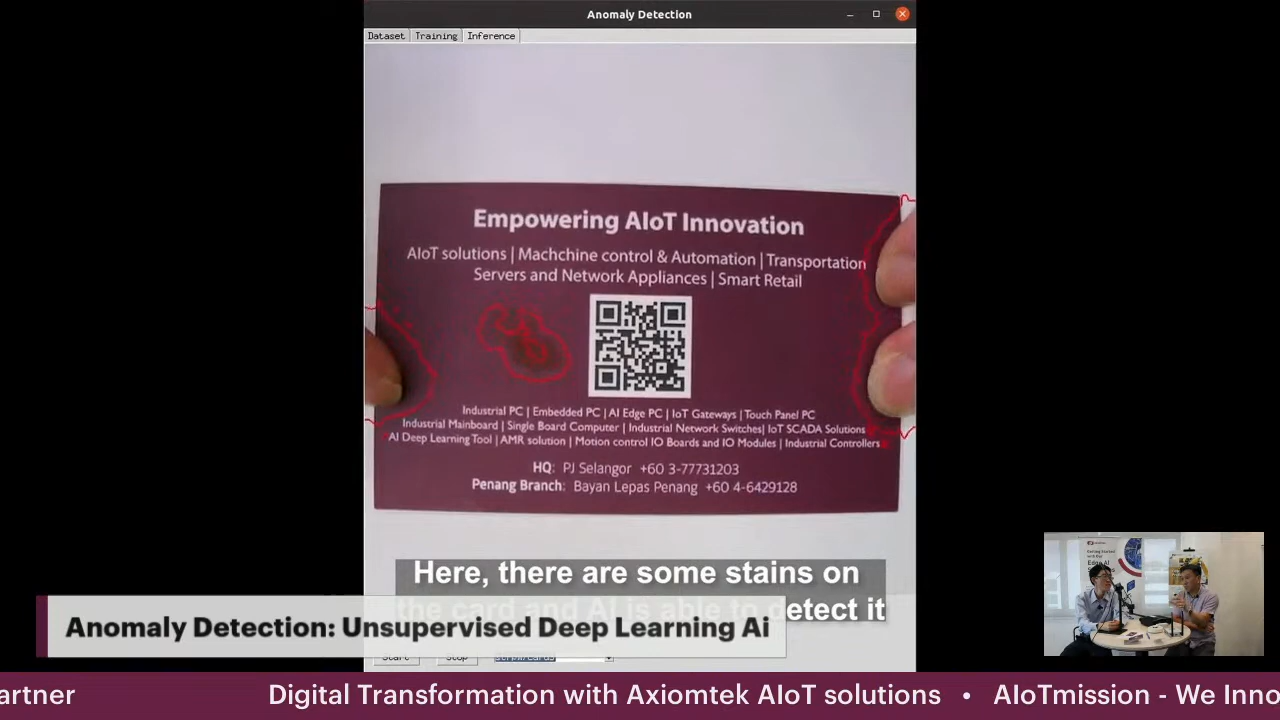 Anomaly Detection
Dataset Training Inference
Empowering AIoT Innovation
AIoT solutions | Machchine control & Automation | Transportation
Servers and Network Appliances | Smart Retail
Industrial PC | Embedded PC | AI Edge PC | IoT Gateways | Touch Panel PC
Industrial Mainboard | Single Board Computer | Industrial Network Switches| IoT SCADA Solutions
AI Deep Learning Tool | AMR solution | Motion control IO Boards and IO Modules | Industrial Controllers
HQ: PJ Selangor +60 3-77731203
Penang Branch: Bayan Lepas Penang +60 4-6429128
Here, there are some stains on
the card and AI is able to detect it
Anomaly Detection: Unsupervised Deep Learning Ai
Start Stop
artner Digital Transformation with Axiomtek AIoT solutions • AIoTmission - We Inno